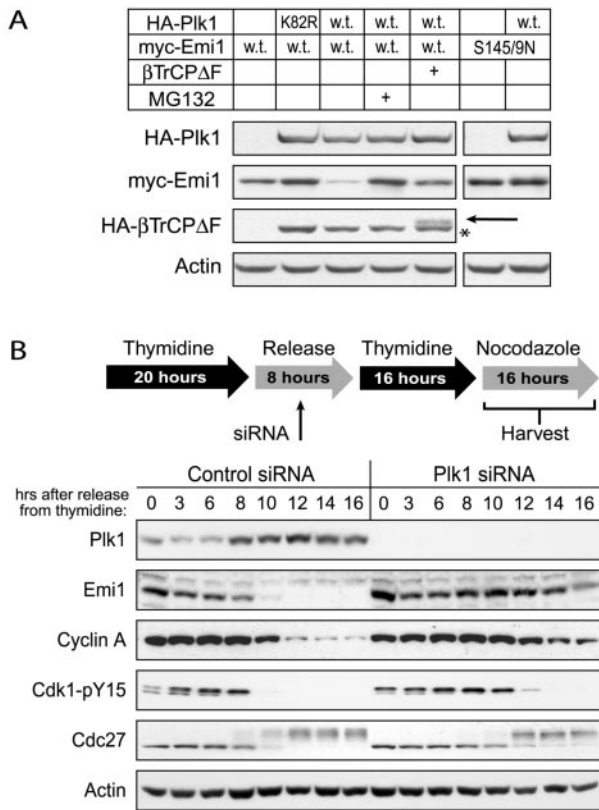 A
HA-Plk1 K82R w.t. w.t. w.t. w.t.
myc-Emi1 w.t. w.t. w.t. w.t. w.t. S145/9N
βTrCPΔF +
MG132 +
HA-Plk1
myc-Emi1
HA-βTrCPΔF *
Actin
B
Thymidine Release Thymidine Nocodazole
20 hours 8 hours 16 hours 16 hours
siRNA Harvest
Control siRNA Plk1 siRNA
hrs after release
from thymidine: 0 3 6 8 10 12 14 16 0 3 6 8 10 12 14 16
Plk1
Emi1
Cyclin A
Cdk1-pY15
Cdc27
Actin